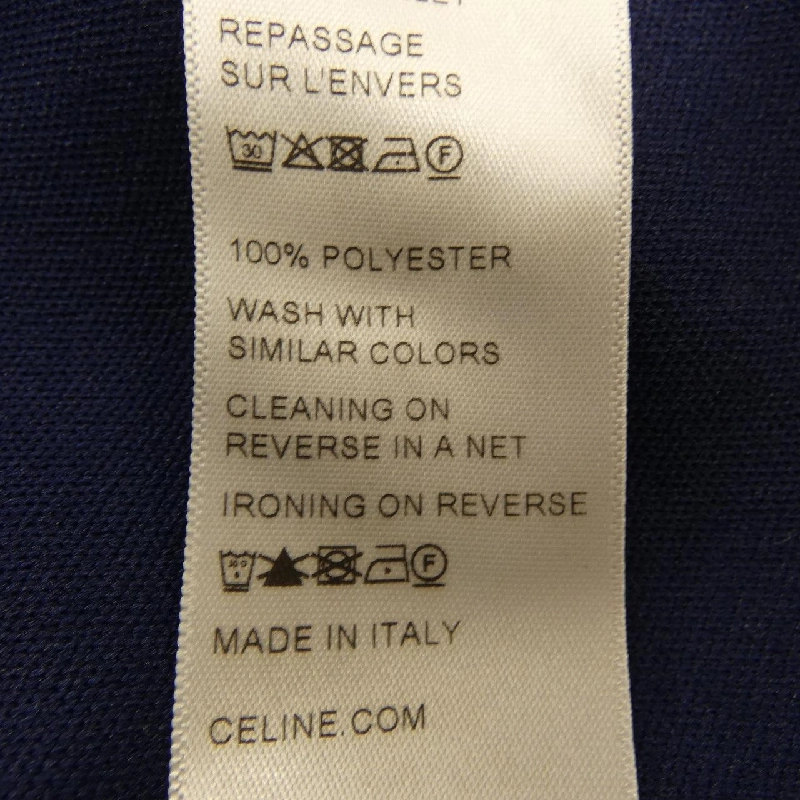 REPASSAGE
SUR L'ENVERS
30 F
100% POLYESTER
WASH WITH
SIMILAR COLORS
CLEANING ON
REVERSE IN A NET
IRONING ON REVERSE
F
MADE IN ITALY
CELINE.COM